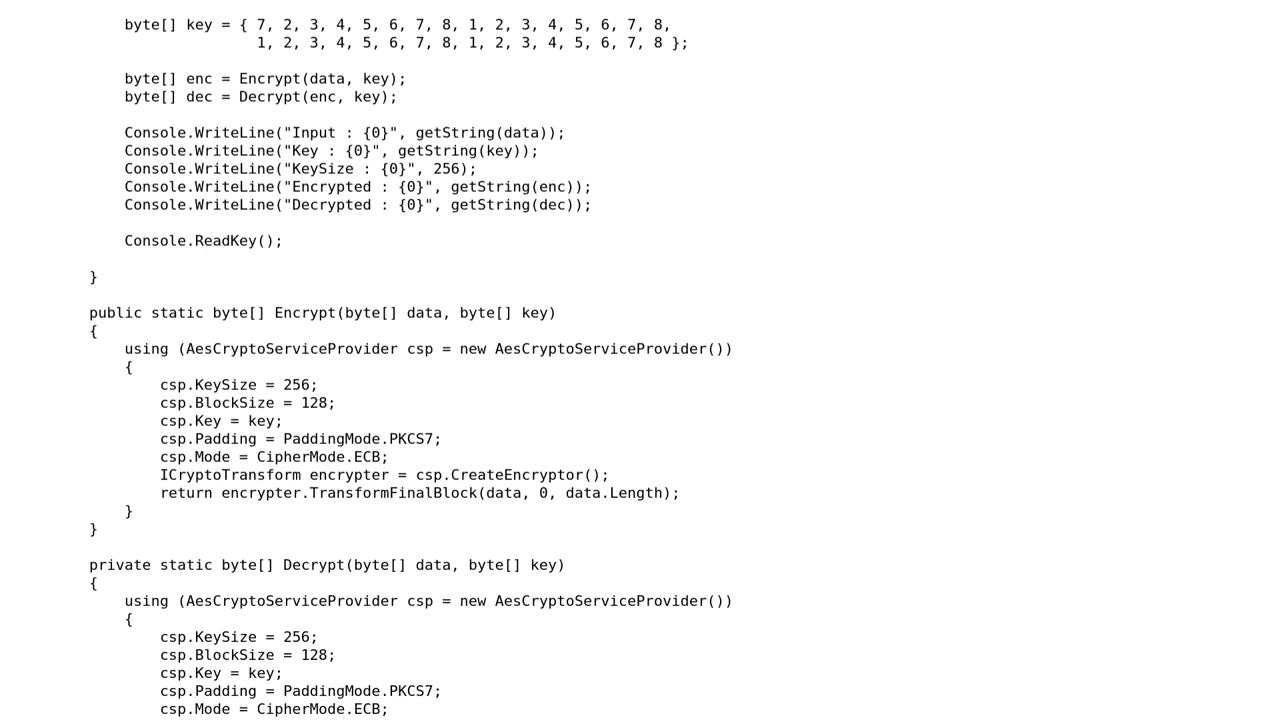 byte[] key = { 7, 2, 3, 4, 5, 6, 7, 8, 1, 2, 3, 4, 5, 6, 7, 8,
               1, 2, 3, 4, 5, 6, 7, 8, 1, 2, 3, 4, 5, 6, 7, 8 };

byte[] enc = Encrypt(data, key);
byte[] dec = Decrypt(enc, key);

Console.WriteLine("Input : {0}", getString(data));
Console.WriteLine("Key : {0}", getString(key));
Console.WriteLine("KeySize : {0}", 256);
Console.WriteLine("Encrypted : {0}", getString(enc));
Console.WriteLine("Decrypted : {0}", getString(dec));

Console.ReadKey();

}

public static byte[] Encrypt(byte[] data, byte[] key)
{
    using (AesCryptoServiceProvider csp = new AesCryptoServiceProvider())
    {
        csp.KeySize = 256;
        csp.BlockSize = 128;
        csp.Key = key;
        csp.Padding = PaddingMode.PKCS7;
        csp.Mode = CipherMode.ECB;
        ICryptoTransform encrypter = csp.CreateEncryptor();
        return encrypter.TransformFinalBlock(data, 0, data.Length);
    }
}

private static byte[] Decrypt(byte[] data, byte[] key)
{
    using (AesCryptoServiceProvider csp = new AesCryptoServiceProvider())
    {
        csp.KeySize = 256;
        csp.BlockSize = 128;
        csp.Key = key;
        csp.Padding = PaddingMode.PKCS7;
        csp.Mode = CipherMode.ECB;